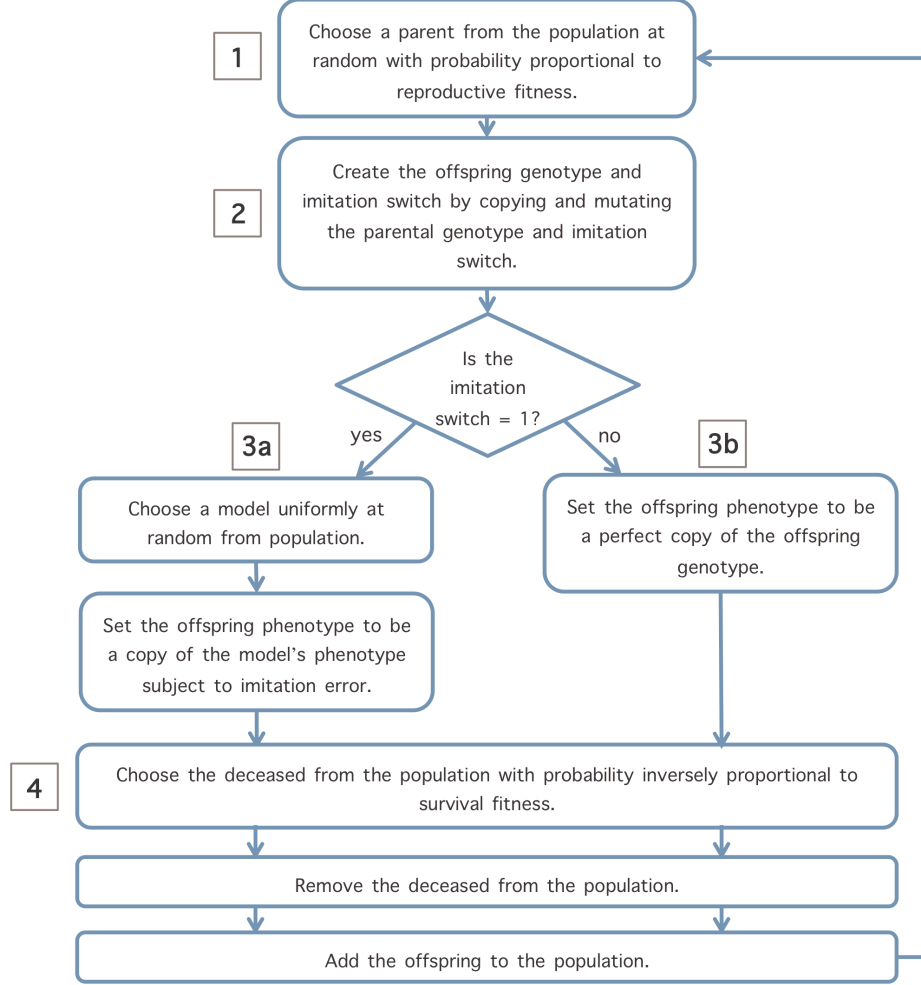 1
Choose a parent from the population at
random with probability proportional to
reproductive fitness.
2
Create the offspring genotype and
imitation switch by copying and mutating
the parental genotype and imitation
switch.
Is the
imitation
switch = 1?
yes
no
3a
3b
Choose a model uniformly at
random from population.
Set the offspring phenotype to be
a perfect copy of the offspring
genotype.
Set the offspring phenotype to be
a copy of the model’s phenotype
subject to imitation error.
4
Choose the deceased from the population with probability inversely proportional to
survival fitness.
Remove the deceased from the population.
Add the offspring to the population.